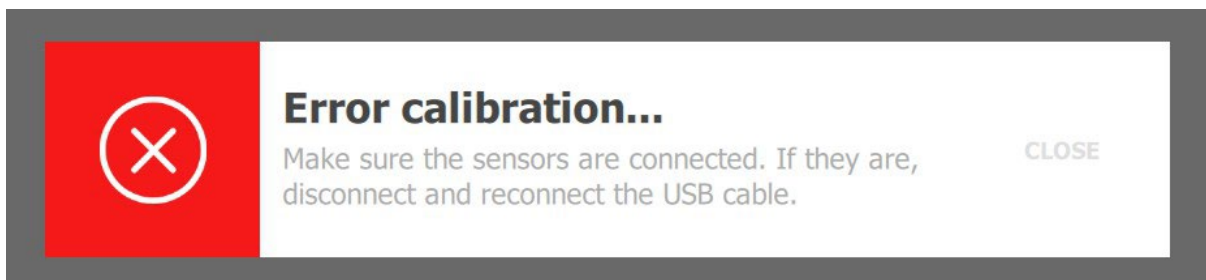 Error calibration...
Make sure the sensors are connected. If they are,
disconnect and reconnect the USB cable.
CLOSE